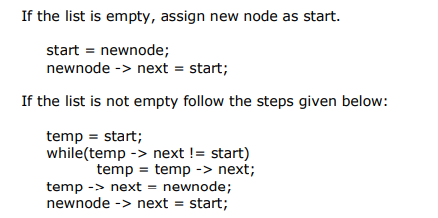 If the list is empty, assign new node as start.
start = newnode;
newnode -> next = start;
If the list is not empty follow the steps given below:
temp = start;
while(temp -> next != start)
temp = temp -> next;
temp -> next = newnode;
newnode -> next = start;